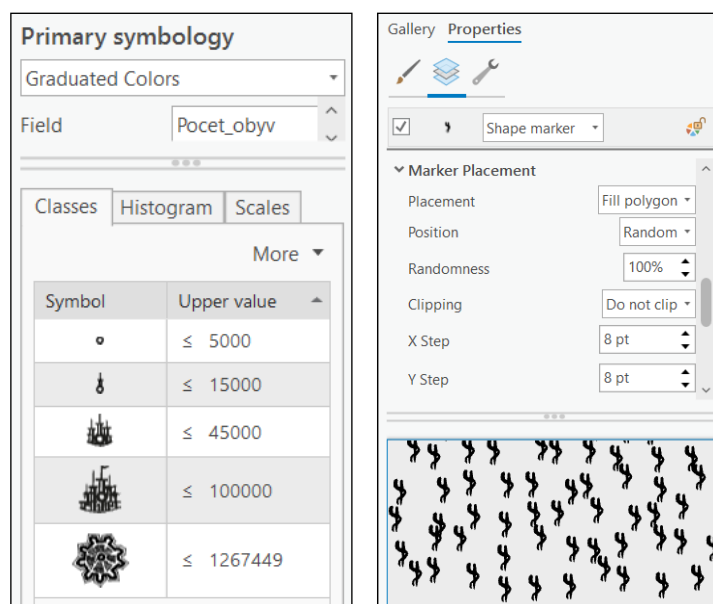 Primary symbology
Graduated Colors
Field Pocet_obyv
Classes Histogram Scales
More
Symbol Upper value
≤ 5000
≤ 15000
≤ 45000
≤ 100000
≤ 1267449
Gallery Properties
Shape marker
Marker Placement
Placement Fill polygon
Position Random
Randomness 100%
Clipping Do not clip
X Step 8 pt
Y Step 8 pt